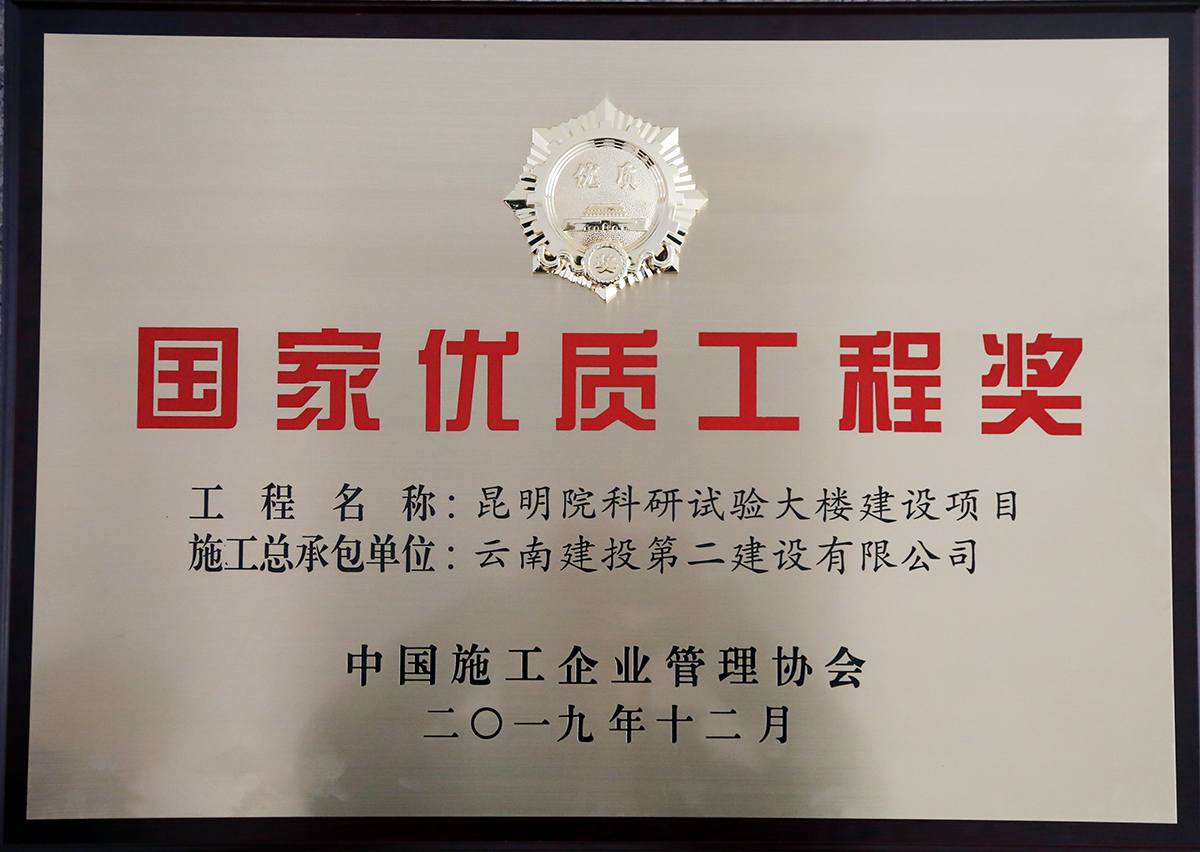 优质
奖
国家优质工程奖
工程名称：昆明院科研试验大楼建设项目
施工总承包单位：云南建投第二建设有限公司
中国施工企业管理协会
二〇一九年十二月